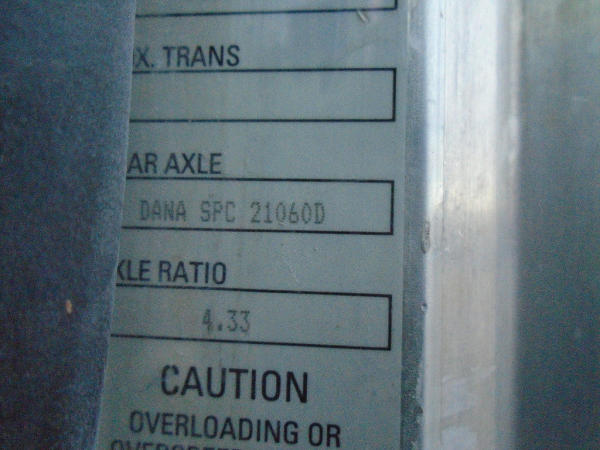 X. TRANS
AR AXLE
DANA SPC 21060D
XLE RATIO
4.33
CAUTION
OVERLOADING OR